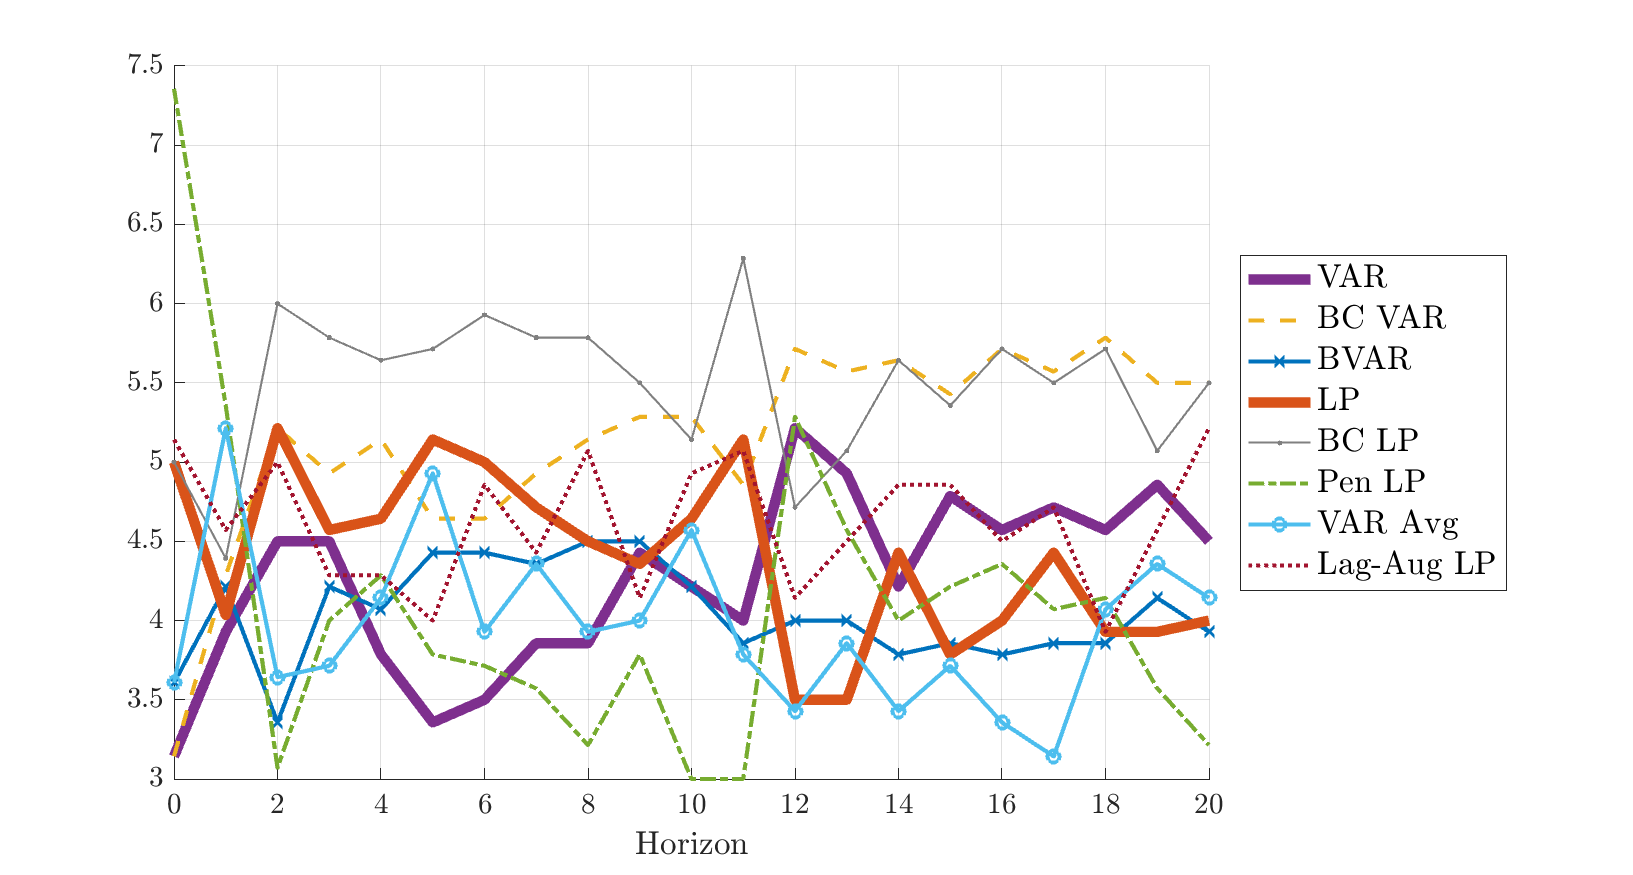 7.5
7
6.5
6
5.5
5
4.5
4
3.5
3
0 2 4 6 8 10 12 14 16 18 20
Horizon
VAR
BC VAR
BVAR
LP
BC LP
Pen LP
VAR Avg
Lag-Aug LP